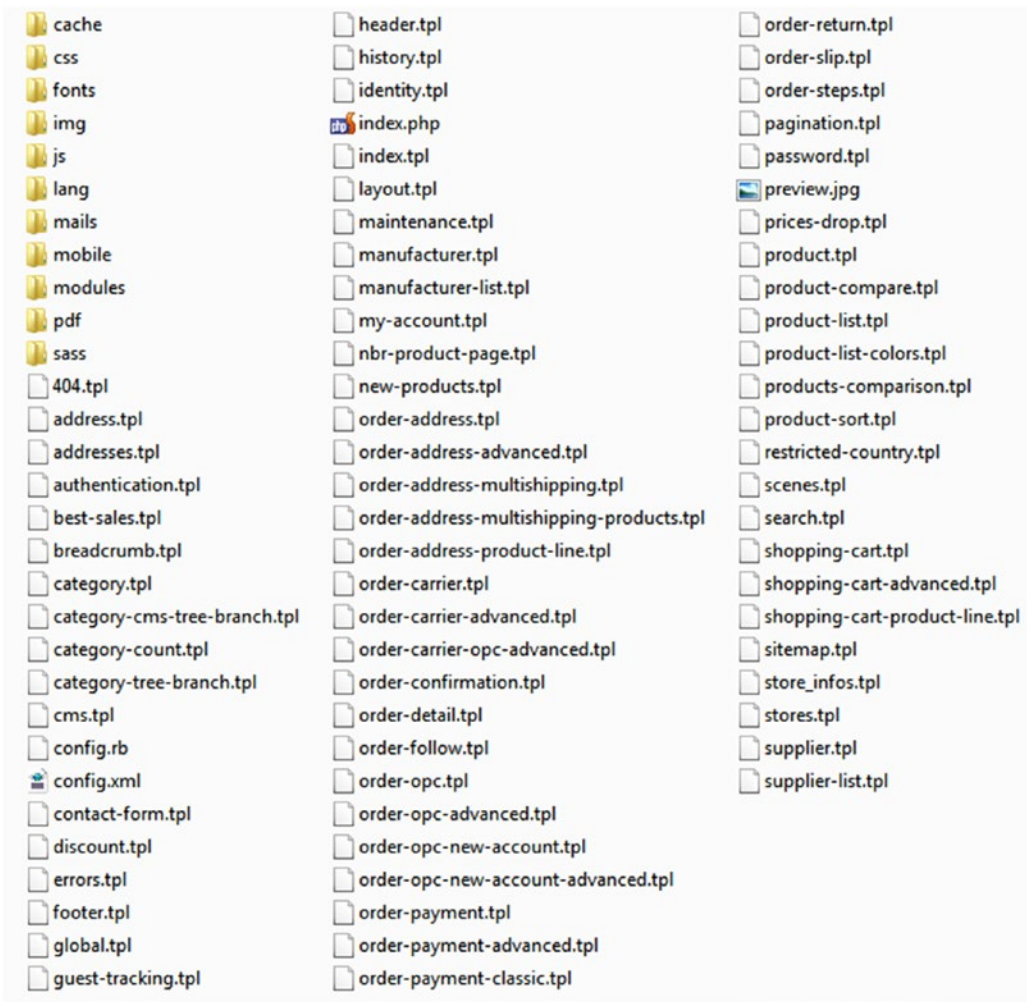 cache
css
fonts
img
js
lang
mails
mobile
modules
pdf
sass
404.tpl
address.tpl
addresses.tpl
authentication.tpl
best-sales.tpl
breadcrumb.tpl
category.tpl
category-cms-tree-branch.tpl
category-count.tpl
category-tree-branch.tpl
cms.tpl
config.rb
config.xml
contact-form.tpl
discount.tpl
errors.tpl
footer.tpl
global.tpl
guest-tracking.tpl
header.tpl
history.tpl
identity.tpl
php index.php
index.tpl
layout.tpl
maintenance.tpl
manufacturer.tpl
manufacturer-list.tpl
my-account.tpl
nbr-product-page.tpl
new-products.tpl
order-address.tpl
order-address-advanced.tpl
order-address-multishipping.tpl
order-address-multishipping-products.tpl
order-address-product-line.tpl
order-carrier.tpl
order-carrier-advanced.tpl
order-carrier-opc-advanced.tpl
order-confirmation.tpl
order-detail.tpl
order-follow.tpl
order-opc.tpl
order-opc-advanced.tpl
order-opc-new-account.tpl
order-opc-new-account-advanced.tpl
order-payment.tpl
order-payment-advanced.tpl
order-payment-classic.tpl
order-return.tpl
order-slip.tpl
order-steps.tpl
pagination.tpl
password.tpl
preview.jpg
prices-drop.tpl
product.tpl
product-compare.tpl
product-list.tpl
product-list-colors.tpl
products-comparison.tpl
product-sort.tpl
restricted-country.tpl
scenes.tpl
search.tpl
shopping-cart.tpl
shopping-cart-advanced.tpl
shopping-cart-product-line.tpl
sitemap.tpl
store_infos.tpl
stores.tpl
supplier.tpl
supplier-list.tpl